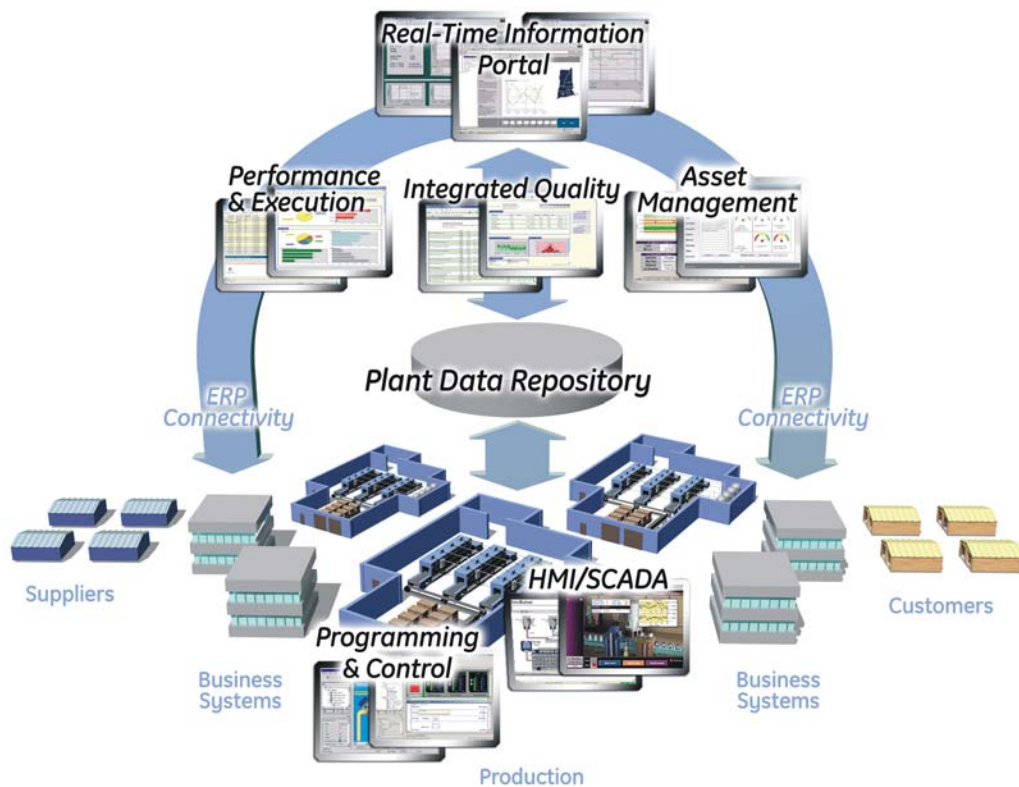 Real-Time Information
Portal
Performance
& Execution
Integrated Quality
Asset
Management
Plant Data Repository
ERP
Connectivity
ERP
Connectivity
Suppliers
Customers
HMI/SCADA
Programming
& Control
Business
Systems
Business
Systems
Production